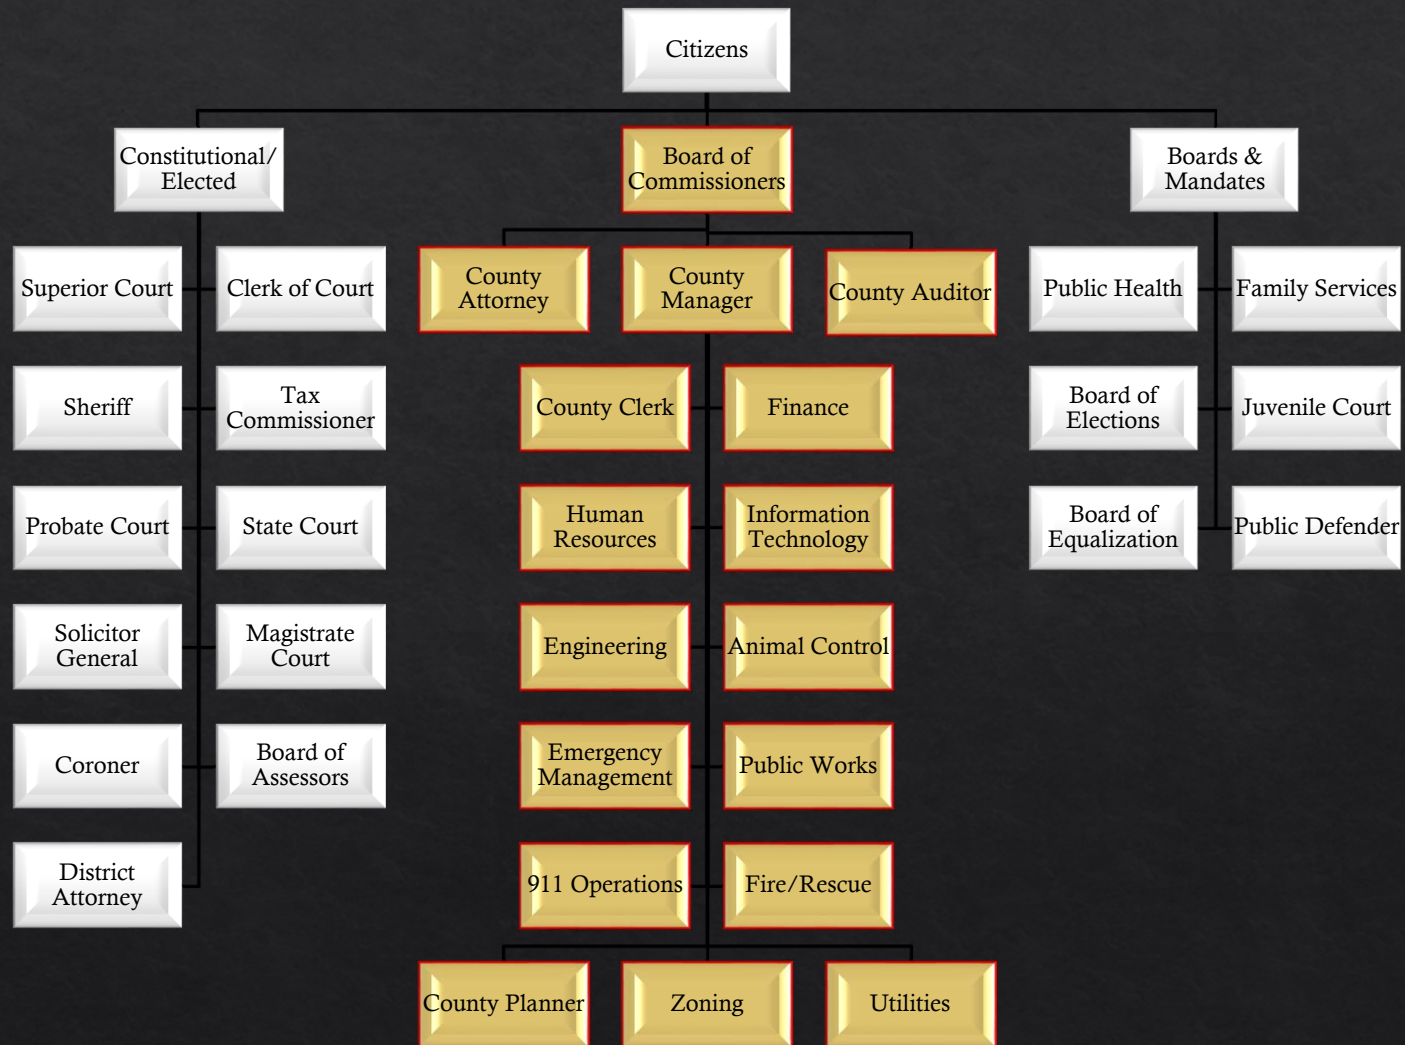 Citizens
Constitutional/
Elected
Board of
Commissioners
Boards &
Mandates
Superior Court
Clerk of Court
County
Attorney
County
Manager
County Auditor
Public Health
Family Services
Sheriff
Tax
Commissioner
County Clerk
Finance
Board of
Elections
Juvenile Court
Probate Court
State Court
Human
Resources
Information
Technology
Board of
Equalization
Public Defender
Solicitor
General
Magistrate
Court
Engineering
Animal Control
Coroner
Board of
Assessors
Emergency
Management
Public Works
District
Attorney
911 Operations
Fire/Rescue
County Planner
Zoning
Utilities